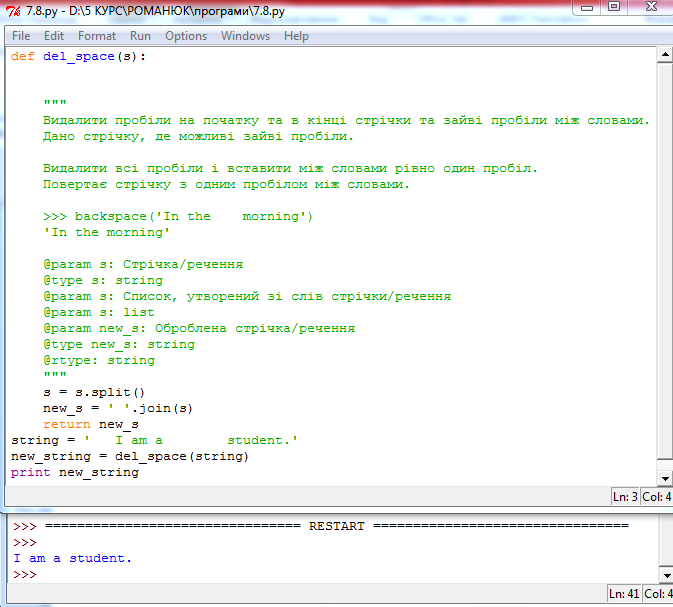 7.8.py - D:\5 КУРС\РОМАНЮК\програми\7.8.py
File Edit Format Run Options Windows Help
def del_space(s):
"""
Видалити пробіли на початку та в кінці стрічки та зайві пробіли між словами.
Дано стрічку, де можливі зайві пробіли.
Видалити всі пробіли і вставити між словами рівно один пробіл.
Повертає стрічку з одним пробілом між словами.
>>> backspace('In the    morning')
'In the morning'
@param s: Стрічка/речення
@type s: string
@param s: Список, утворений зі слів стрічки/речення
@param s: list
@param new_s: Оброблена стрічка/речення
@type new_s: string
@rtype: string
"""
s = s.split()
new_s = ' '.join(s)
return new_s
string = '   I am a        student.'
new_string = del_space(string)
print new_string
Ln: 3 Col: 4
>>> ================================ RESTART ================================
>>>
I am a student.
>>>
Ln: 41 Col: 4